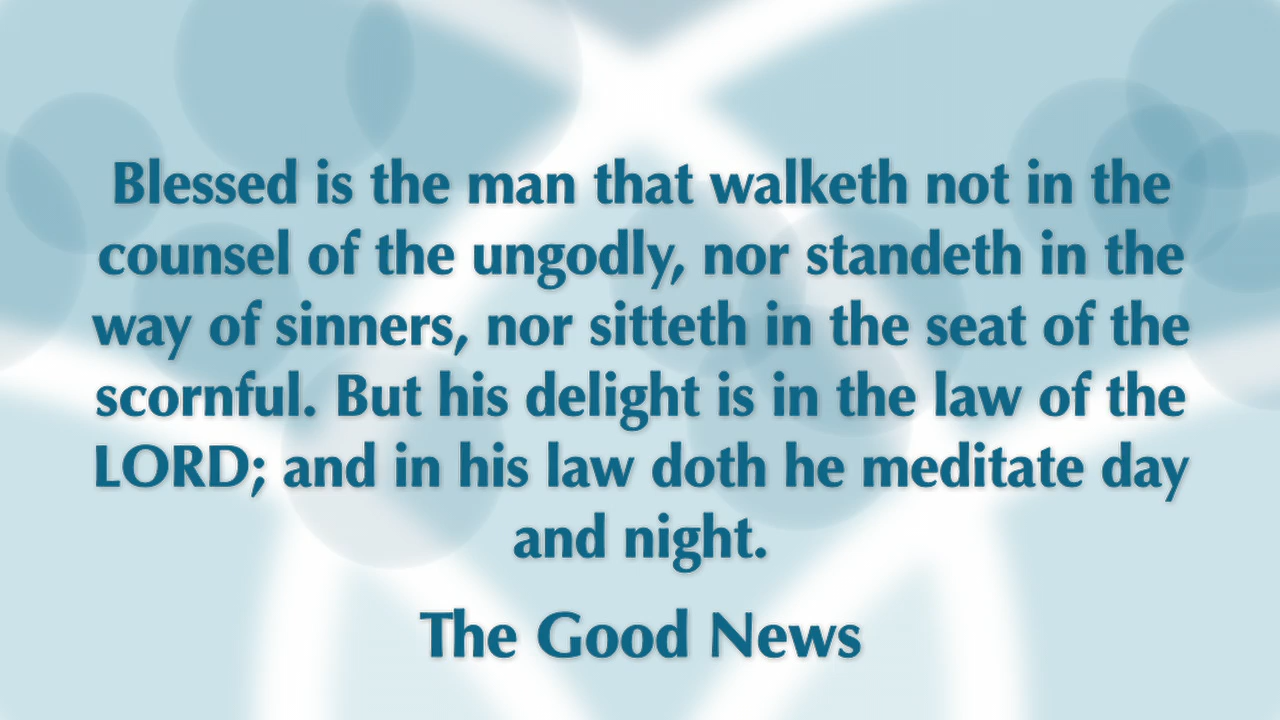 Blessed is the man that walketh not in the
counsel of the ungodly, nor standeth in the
way of sinners, nor sitteth in the seat of the
scornful. But his delight is in the law of the
LORD; and in his law doth he meditate day
and night.
The Good News